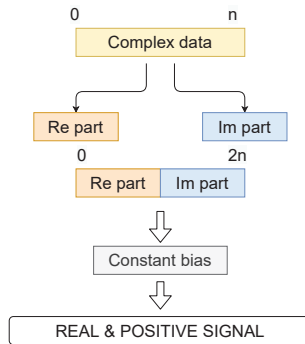 0 n
Complex data
Re part Im part
0 2n
Re part Im part
Constant bias
REAL & POSITIVE SIGNAL